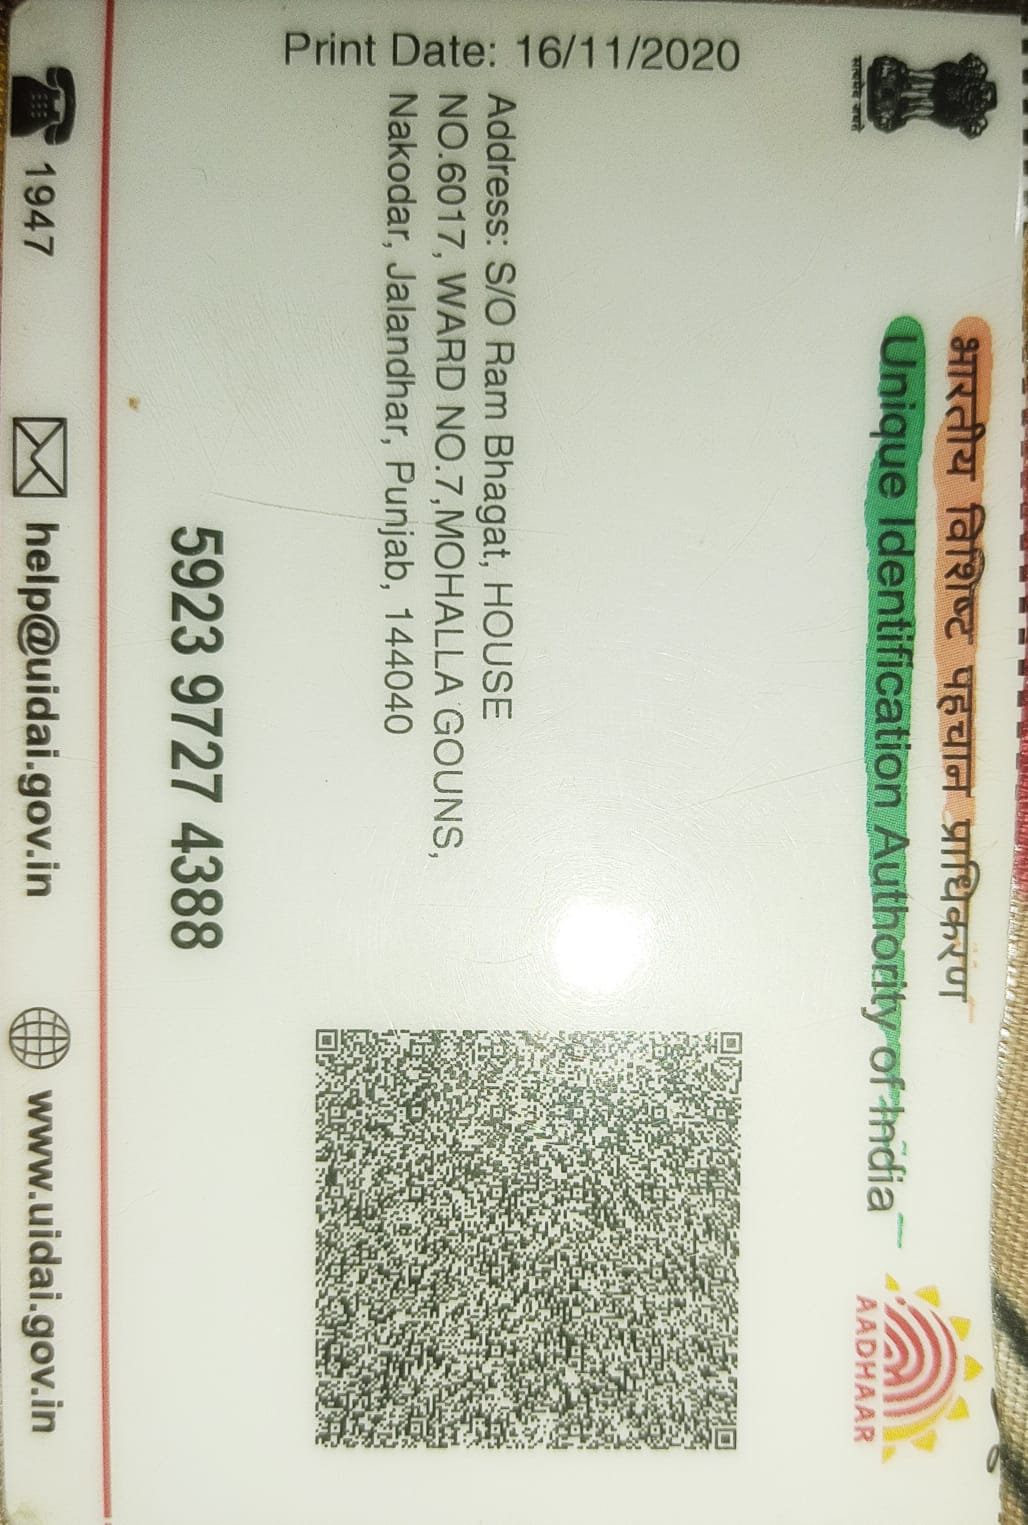 भारतीय विशिष्ट पहचान प्राधिकरण
Unique Identification Authority of India
सत्यमेव जयते
AADHAAR
Print Date: 16/11/2020
Address: S/O Ram Bhagat, HOUSE
NO.6017, WARD NO.7,MOHALLA GOUNS,
Nakodar, Jalandhar, Punjab, 144040
5923 9727 4388
1947
help@uidai.gov.in
www.uidai.gov.in